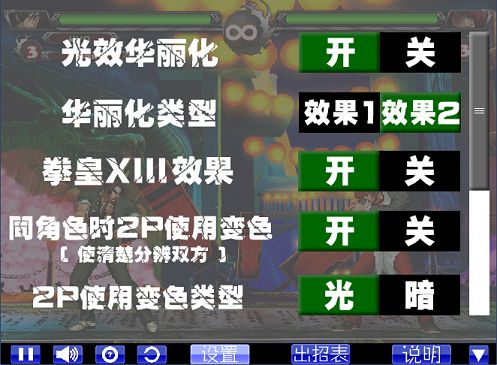 3
∞
3
光效华丽化 开 关
华丽化类型 效果1 效果2
拳皇XIII效果 开 关
同角色时2P使用变色 开 关
〔 使清楚分辨双方 〕
2P使用变色类型 光 暗
设置 出招表 说明